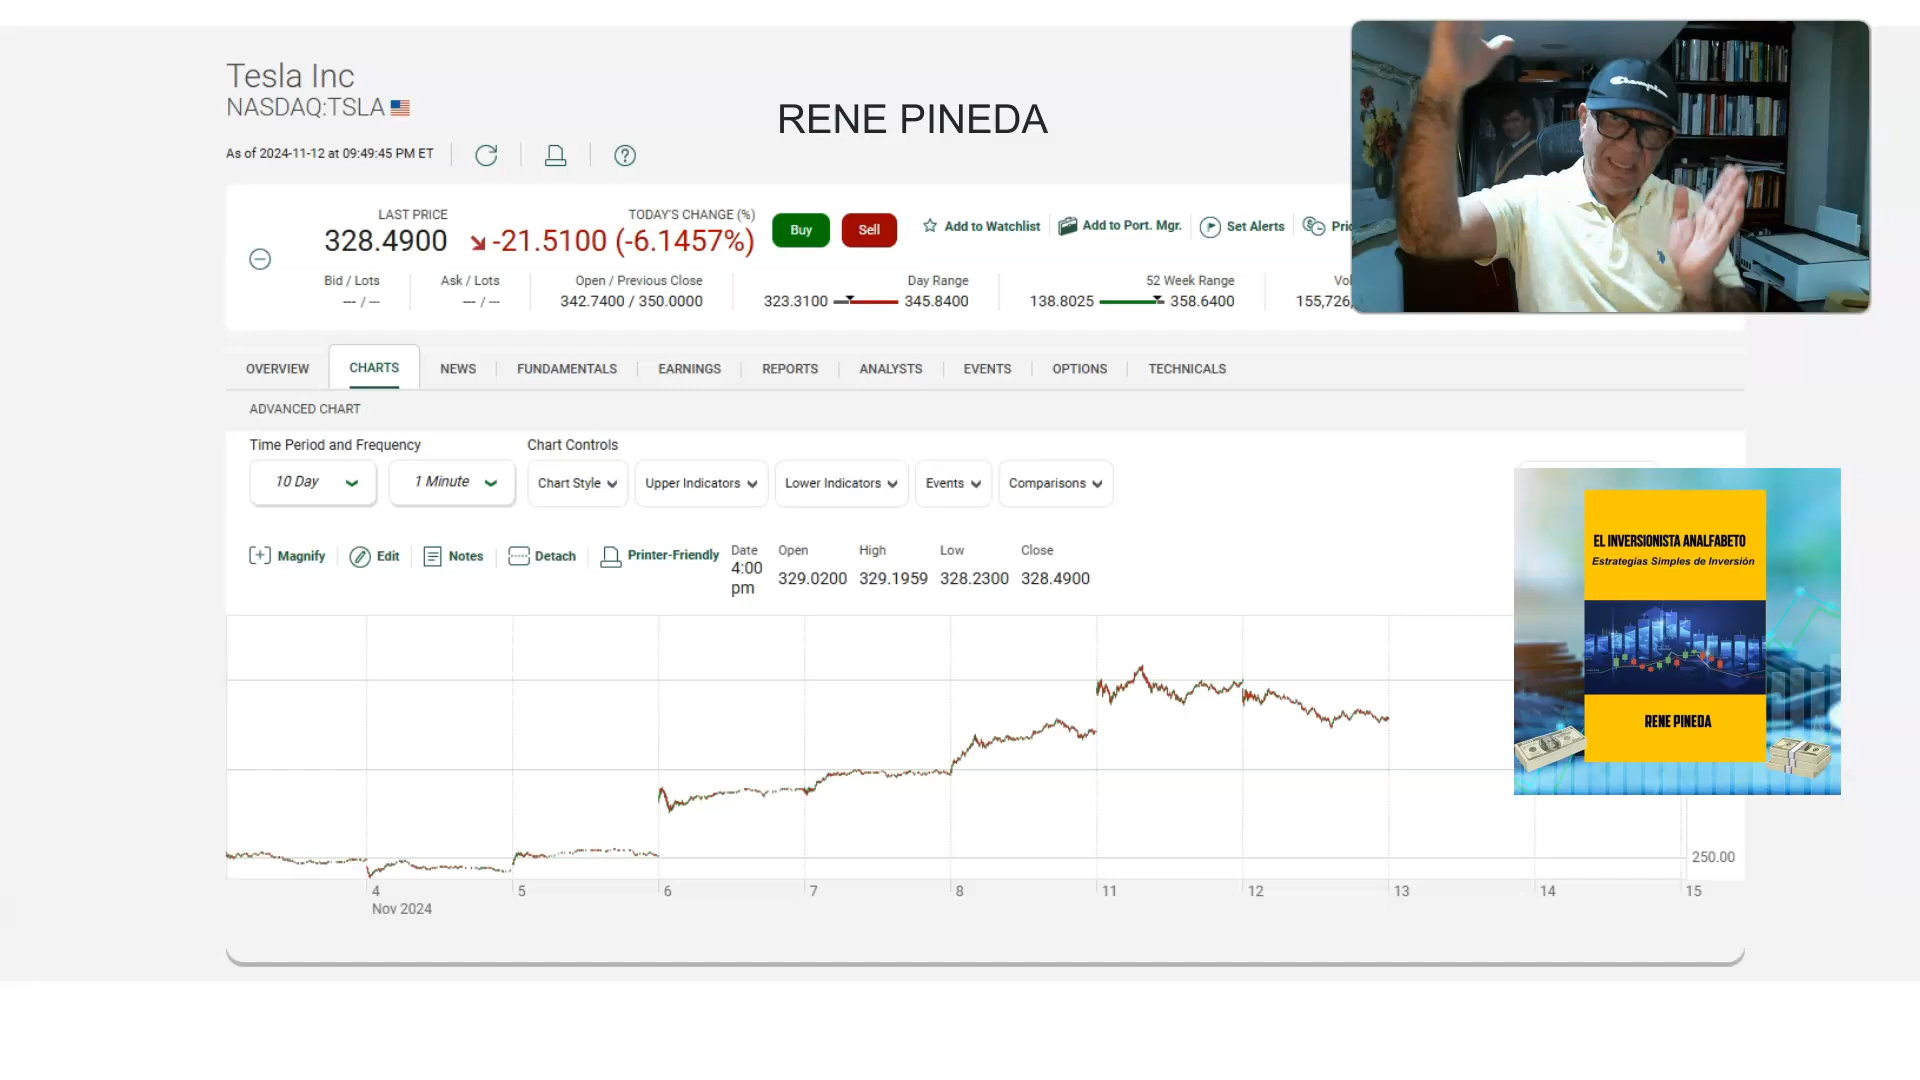 Tesla Inc
NASDAQ:TSLA
RENE PINEDA
Champion
As of 2024-11-12 at 09:49:45 PM ET
LAST PRICE
328.4900
TODAY'S CHANGE (%)
-21.5100 (-6.1457%)
Buy
Sell
Add to Watchlist
Add to Port. Mgr.
Set Alerts
Bid / Lots
-- / --
Ask / Lots
-- / --
Open / Previous Close
342.7400 / 350.0000
Day Range
323.3100 345.8400
52 Week Range
138.8025 358.6400
155,726,
OVERVIEW
CHARTS
NEWS
FUNDAMENTALS
EARNINGS
REPORTS
ANALYSTS
EVENTS
OPTIONS
TECHNICALS
ADVANCED CHART
Time Period and Frequency
Chart Controls
10 Day
1 Minute
Chart Style
Upper Indicators
Lower Indicators
Events
Comparisons
Magnify
Edit
Notes
Detach
Printer-Friendly
Date
4:00
pm
Open
329.0200
High
329.1959
Low
328.2300
Close
328.4900
EL INVERSIONISTA ANALFABETO
Estrategias Simples de Inversión
RENE PINEDA
250.00
4 5 6 7 8 11 12 13 14 15
Nov 2024